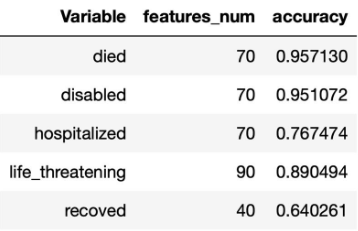 Variable features_num accuracy
died 70 0.957130
disabled 70 0.951072
hospitalized 70 0.767474
life_threatening 90 0.890494
recoved 40 0.640261